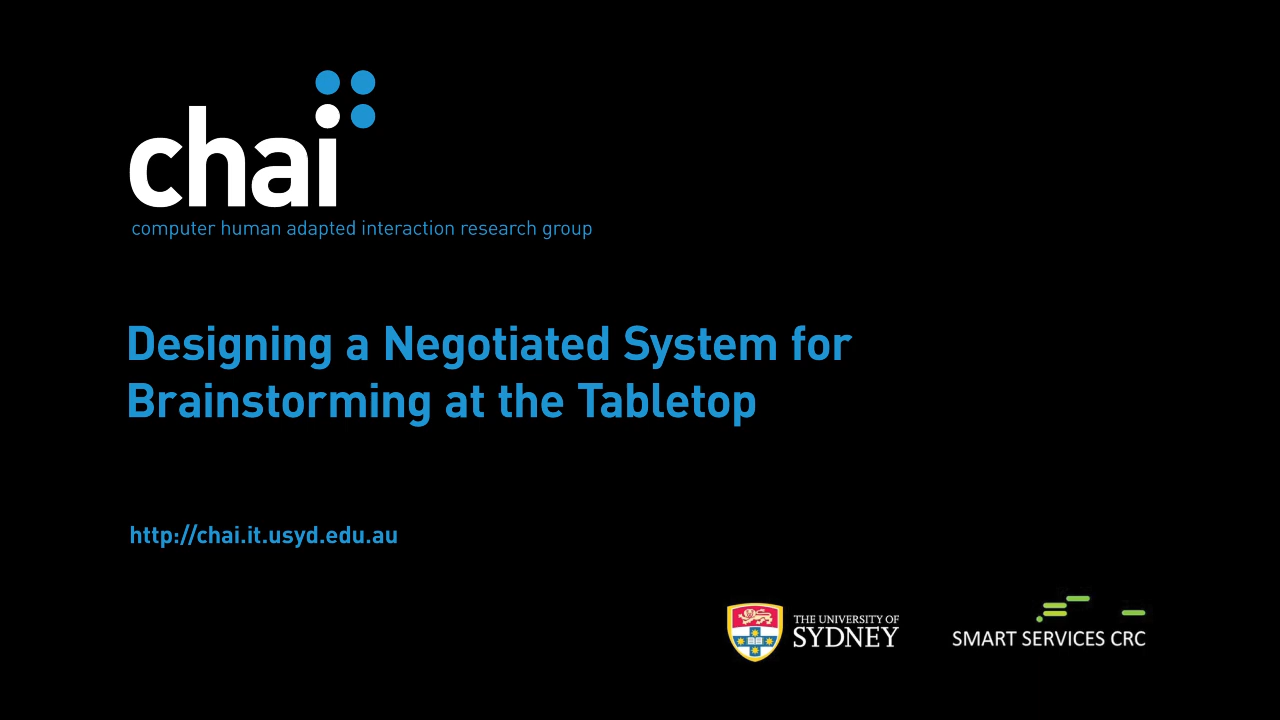 chai
computer human adapted interaction research group
Designing a Negotiated System for
Brainstorming at the Tabletop
http://chai.it.usyd.edu.au
THE UNIVERSITY OF
SYDNEY
SMART SERVICES CRC